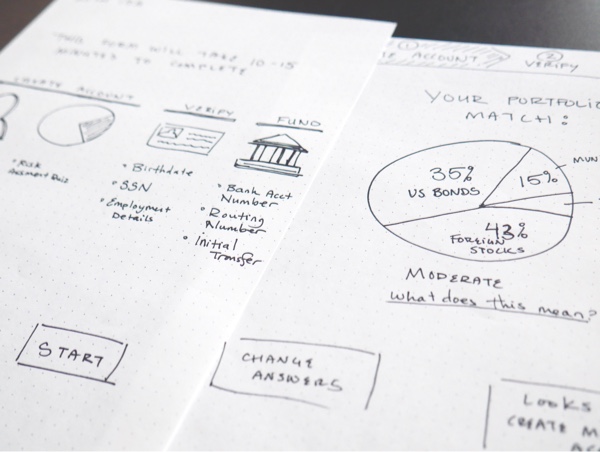 THIS FORM WILL TAKE 10-15
MINUTES TO COMPLETE
CREATE ACCOUNT
VERIFY
FUND
• Risk
Assessment Quiz
• Birthdate
• SSN
• Employment
Details
• Bank Acct
Number
• Routing
Number
• Initial
Transfer
START
①
ACCOUNT
②
VERIFY
YOUR PORTFOLIO
MATCH:
35%
US BONDS
15%
MUN
43%
FOREIGN
STOCKS
MODERATE
What does this mean?
CHANGE
ANSWERS
LOOKS
CREATE M
AC